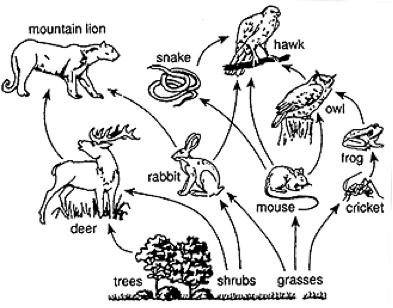 mountain lion
hawk
snake
owl
frog
rabbit
mouse
cricket
deer
trees
shrubs
grasses